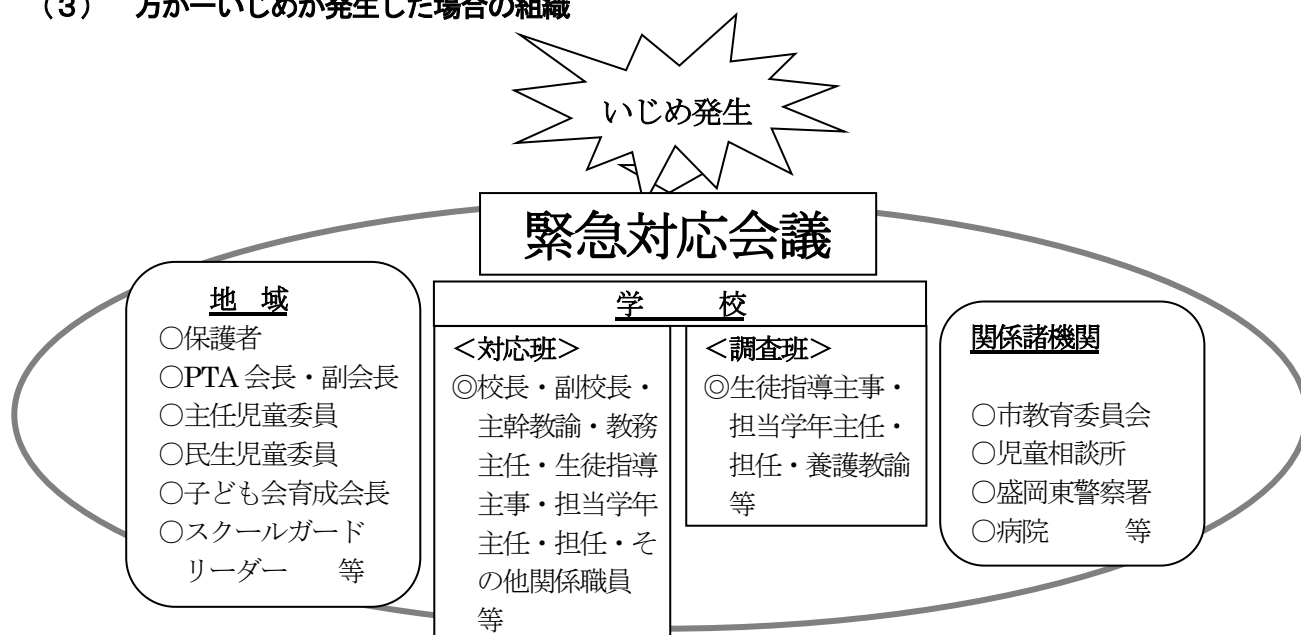 （３）　万が一いじめが発生した場合の組織
いじめ発生
緊急対応会議
地　域
○保護者
○PTA 会長・副会長
○主任児童委員
○民生児童委員
○子ども会育成会長
○スクールガード
リーダー　等
学　　校
＜対応班＞
◎校長・副校長・
主幹教諭・教務
主任・生徒指導
主事・担当学年
主任・担任・そ
の他関係職員
等
＜調査班＞
◎生徒指導主事・
担当学年主任・
担任・養護教諭
等
関係諸機関
○市教育委員会
○児童相談所
○盛岡東警察署
○病院　　等